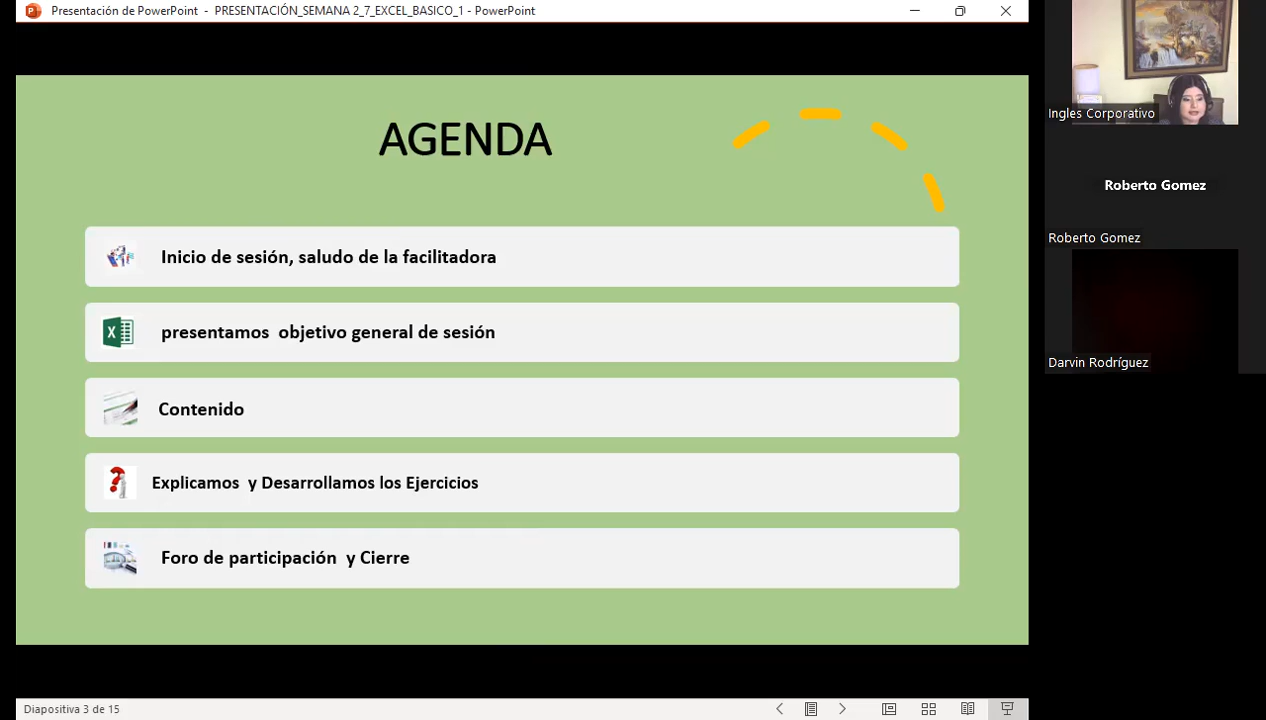 Presentación de PowerPoint - PRESENTACIÓN_SEMANA 2_7_EXCEL_BASICO_1 - PowerPoint
AGENDA
Inicio de sesión, saludo de la facilitadora
presentamos objetivo general de sesión
Contenido
Explicamos y Desarrollamos los Ejercicios
Foro de participación y Cierre
Diapositiva 3 de 15
Ingles Corporativo
Roberto Gomez
Roberto Gomez
Darvin Rodríguez